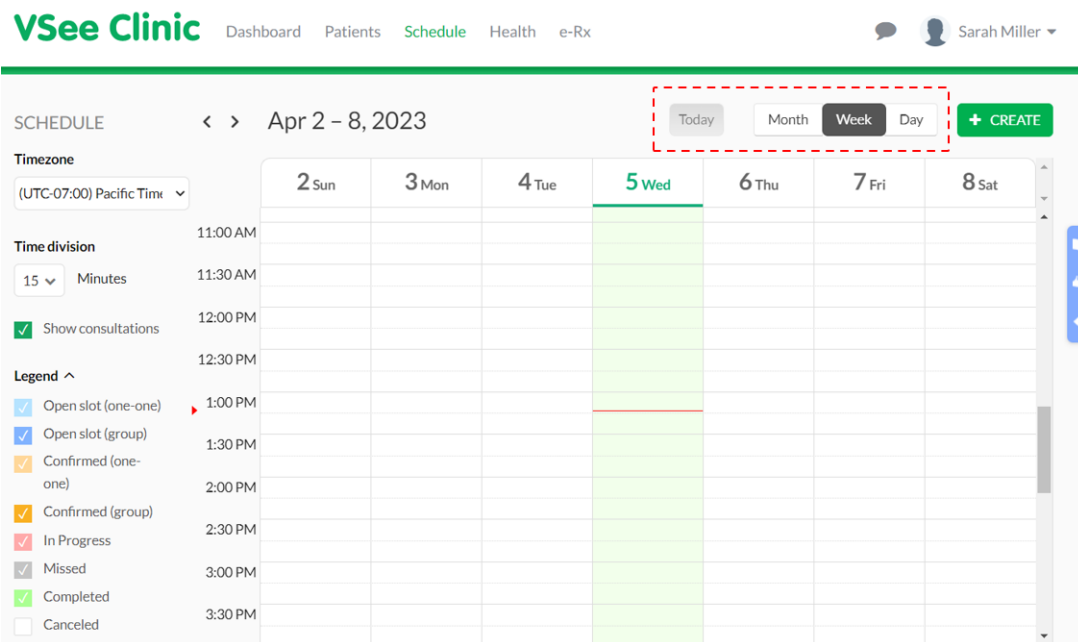 VSee Clinic
Dashboard Patients Schedule Health e-Rx
Sarah Miller
SCHEDULE
Apr 2 – 8, 2023
Today Month Week Day
+ CREATE
Timezone
(UTC-07:00) Pacific Time
Time division
15 Minutes
Show consultations
Legend
Open slot (one-one)
Open slot (group)
Confirmed (one-
one)
Confirmed (group)
In Progress
Missed
Completed
Canceled
2 Sun 3 Mon 4 Tue 5 Wed 6 Thu 7 Fri 8 Sat
11:00 AM
11:30 AM
12:00 PM
12:30 PM
1:00 PM
1:30 PM
2:00 PM
2:30 PM
3:00 PM
3:30 PM